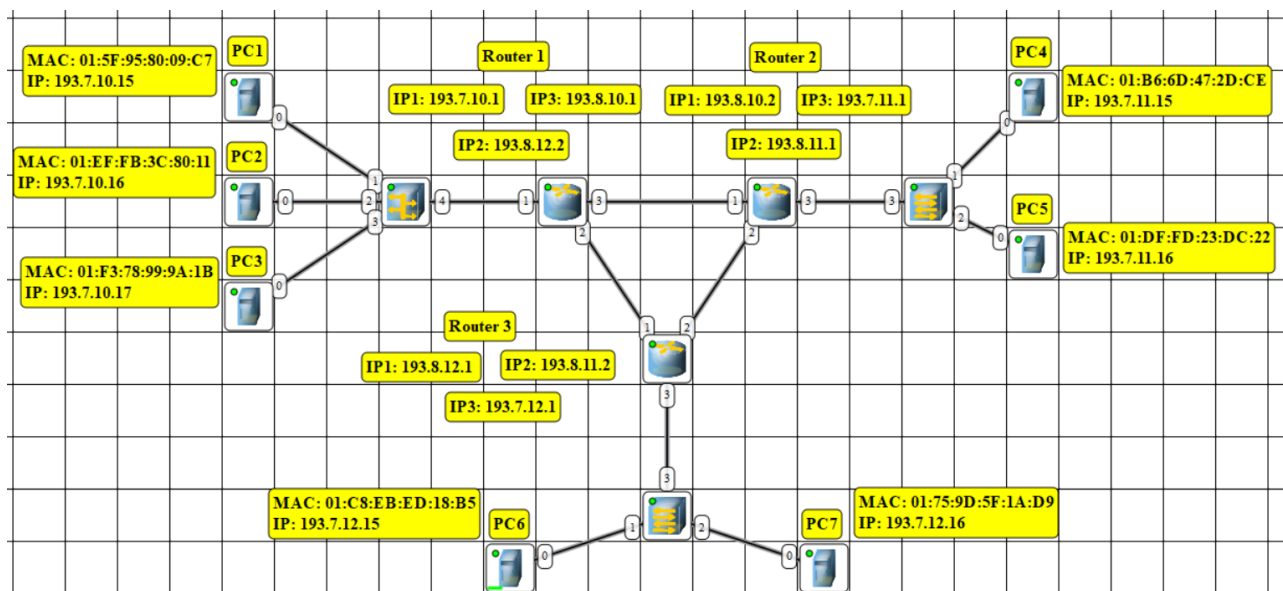 PC1
MAC: 01:5F:95:80:09:C7
IP: 193.7.10.15
0
PC2
MAC: 01:EF:FB:3C:80:11
IP: 193.7.10.16
0
PC3
MAC: 01:F3:78:99:9A:1B
IP: 193.7.10.17
0
1
2
3
4
Router 1
IP1: 193.7.10.1
IP3: 193.8.10.1
IP2: 193.8.12.2
1
3
2
Router 2
IP1: 193.8.10.2
IP3: 193.7.11.1
IP2: 193.8.11.1
1
3
2
3
1
2
PC4
MAC: 01:B6:6D:47:2D:CE
IP: 193.7.11.15
0
PC5
MAC: 01:DF:FD:23:DC:22
IP: 193.7.11.16
0
Router 3
IP1: 193.8.12.1
IP2: 193.8.11.2
IP3: 193.7.12.1
1
2
3
3
1
2
MAC: 01:C8:EB:ED:18:B5
IP: 193.7.12.15
PC6
0
MAC: 01:75:9D:5F:1A:D9
IP: 193.7.12.16
PC7
0